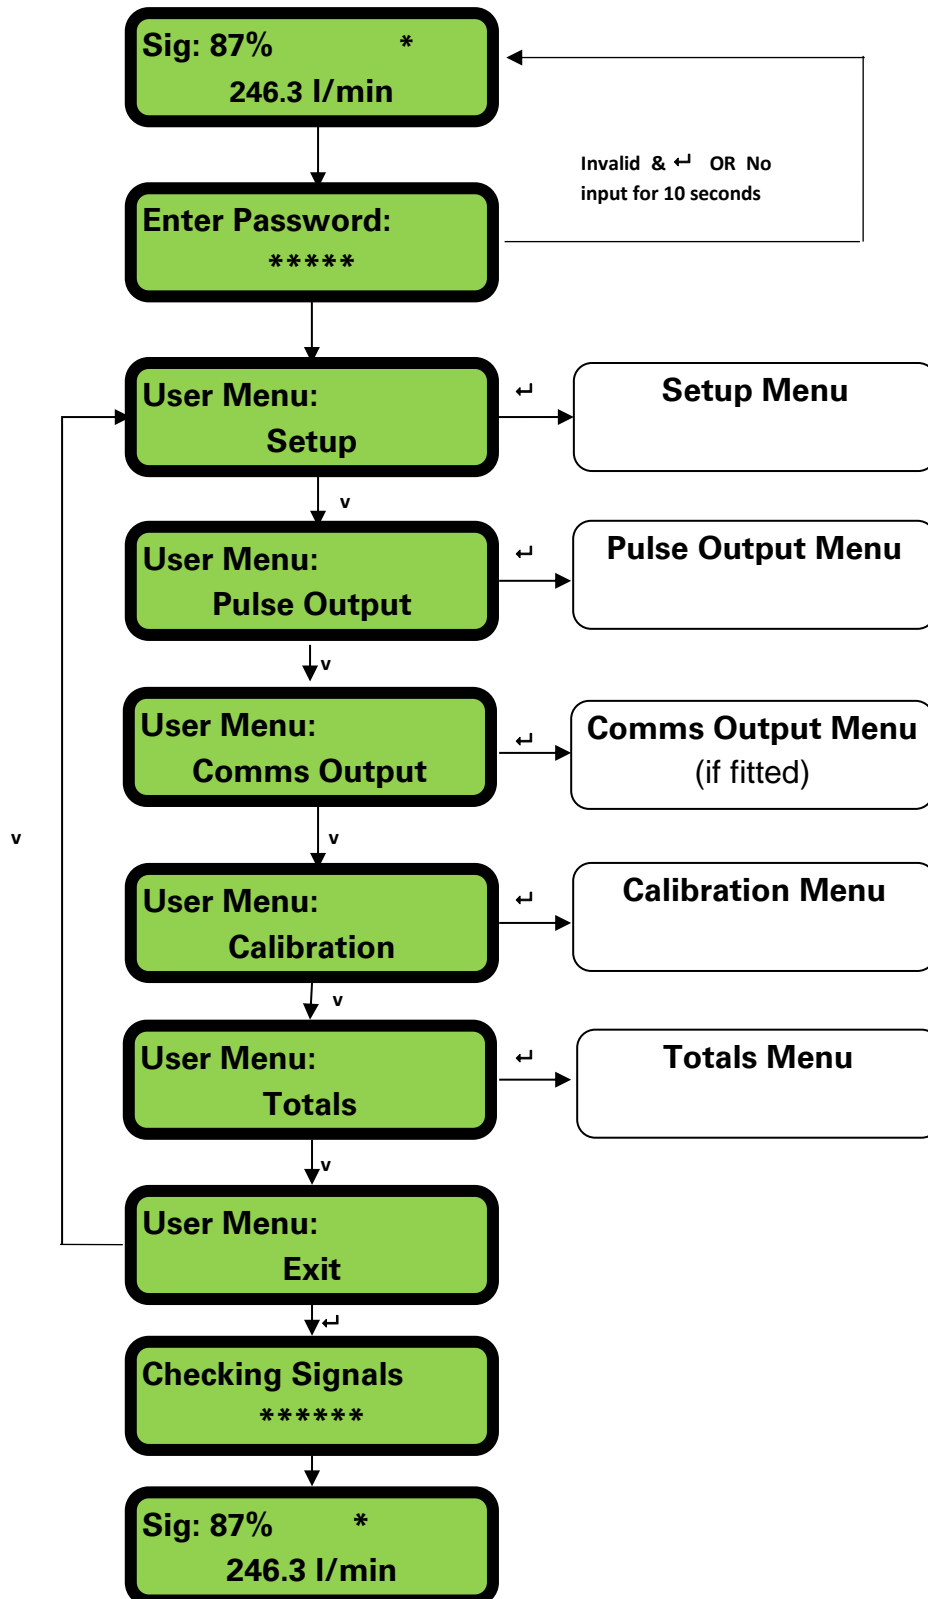 Sig: 87% *
246.3 l/min
Invalid & ↵ OR No
input for 10 seconds
Enter Password:
*****
User Menu:
Setup
↵
Setup Menu
v
User Menu:
Pulse Output
↵
Pulse Output Menu
v
User Menu:
Comms Output
↵
Comms Output Menu
(if fitted)
v
v
User Menu:
Calibration
↵
Calibration Menu
v
User Menu:
Totals
↵
Totals Menu
v
User Menu:
Exit
↵
Checking Signals
******
Sig: 87% *
246.3 l/min